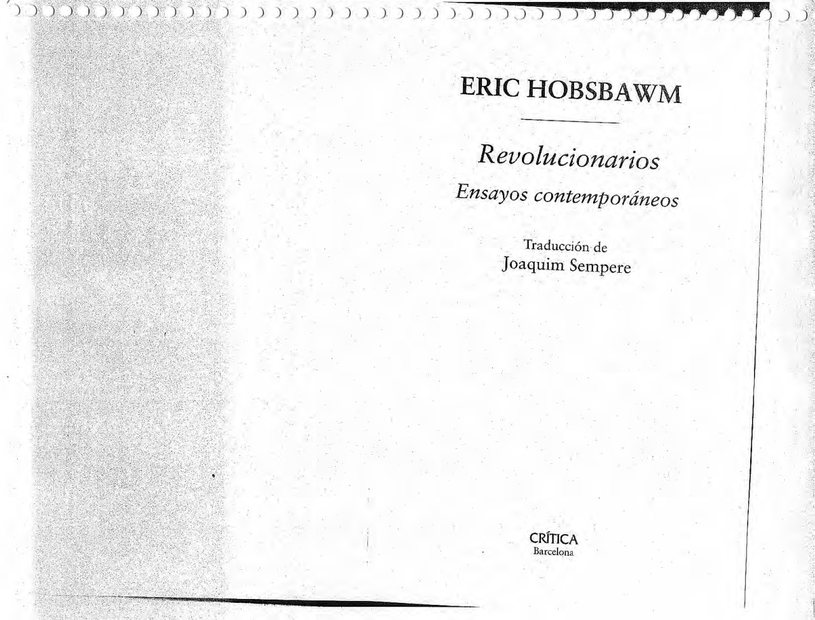 ERIC HOBSBAWM
Revolucionarios
Ensayos contemporáneos
Traducción de
Joaquim Sempere
CRÍTICA
Barcelona